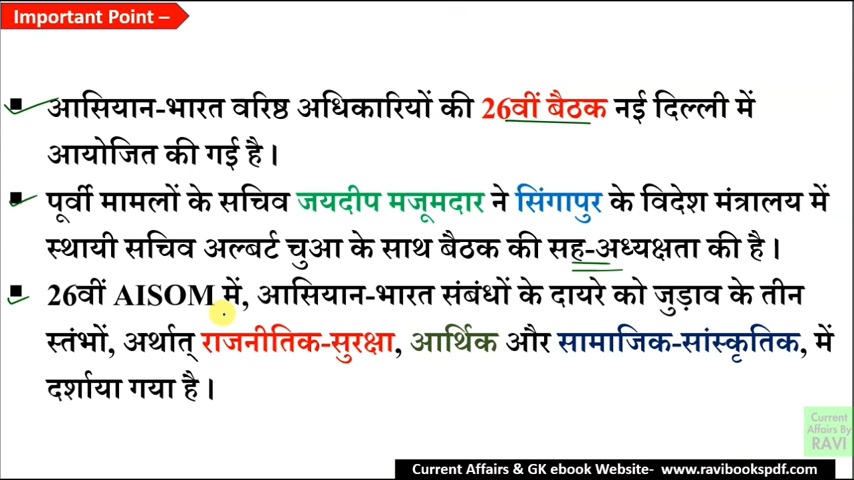 Important Point –
आसियान-भारत वरिष्ठ अधिकारियों की 26वीं बैठक नई दिल्ली में
आयोजित की गई है।
पूर्वी मामलों के सचिव जयदीप मजूमदार ने सिंगापुर के विदेश मंत्रालय में
स्थायी सचिव अल्बर्ट चुआ के साथ बैठक की सह-अध्यक्षता की है।
26वीं AISOM में, आसियान-भारत संबंधों के दायरे को जुड़ाव के तीन
स्तंभों, अर्थात् राजनीतिक-सुरक्षा, आर्थिक और सामाजिक-सांस्कृतिक, में
दर्शाया गया है।
Current
Affairs By
RAVI
Current Affairs & GK ebook Website- www.ravibookspdf.com